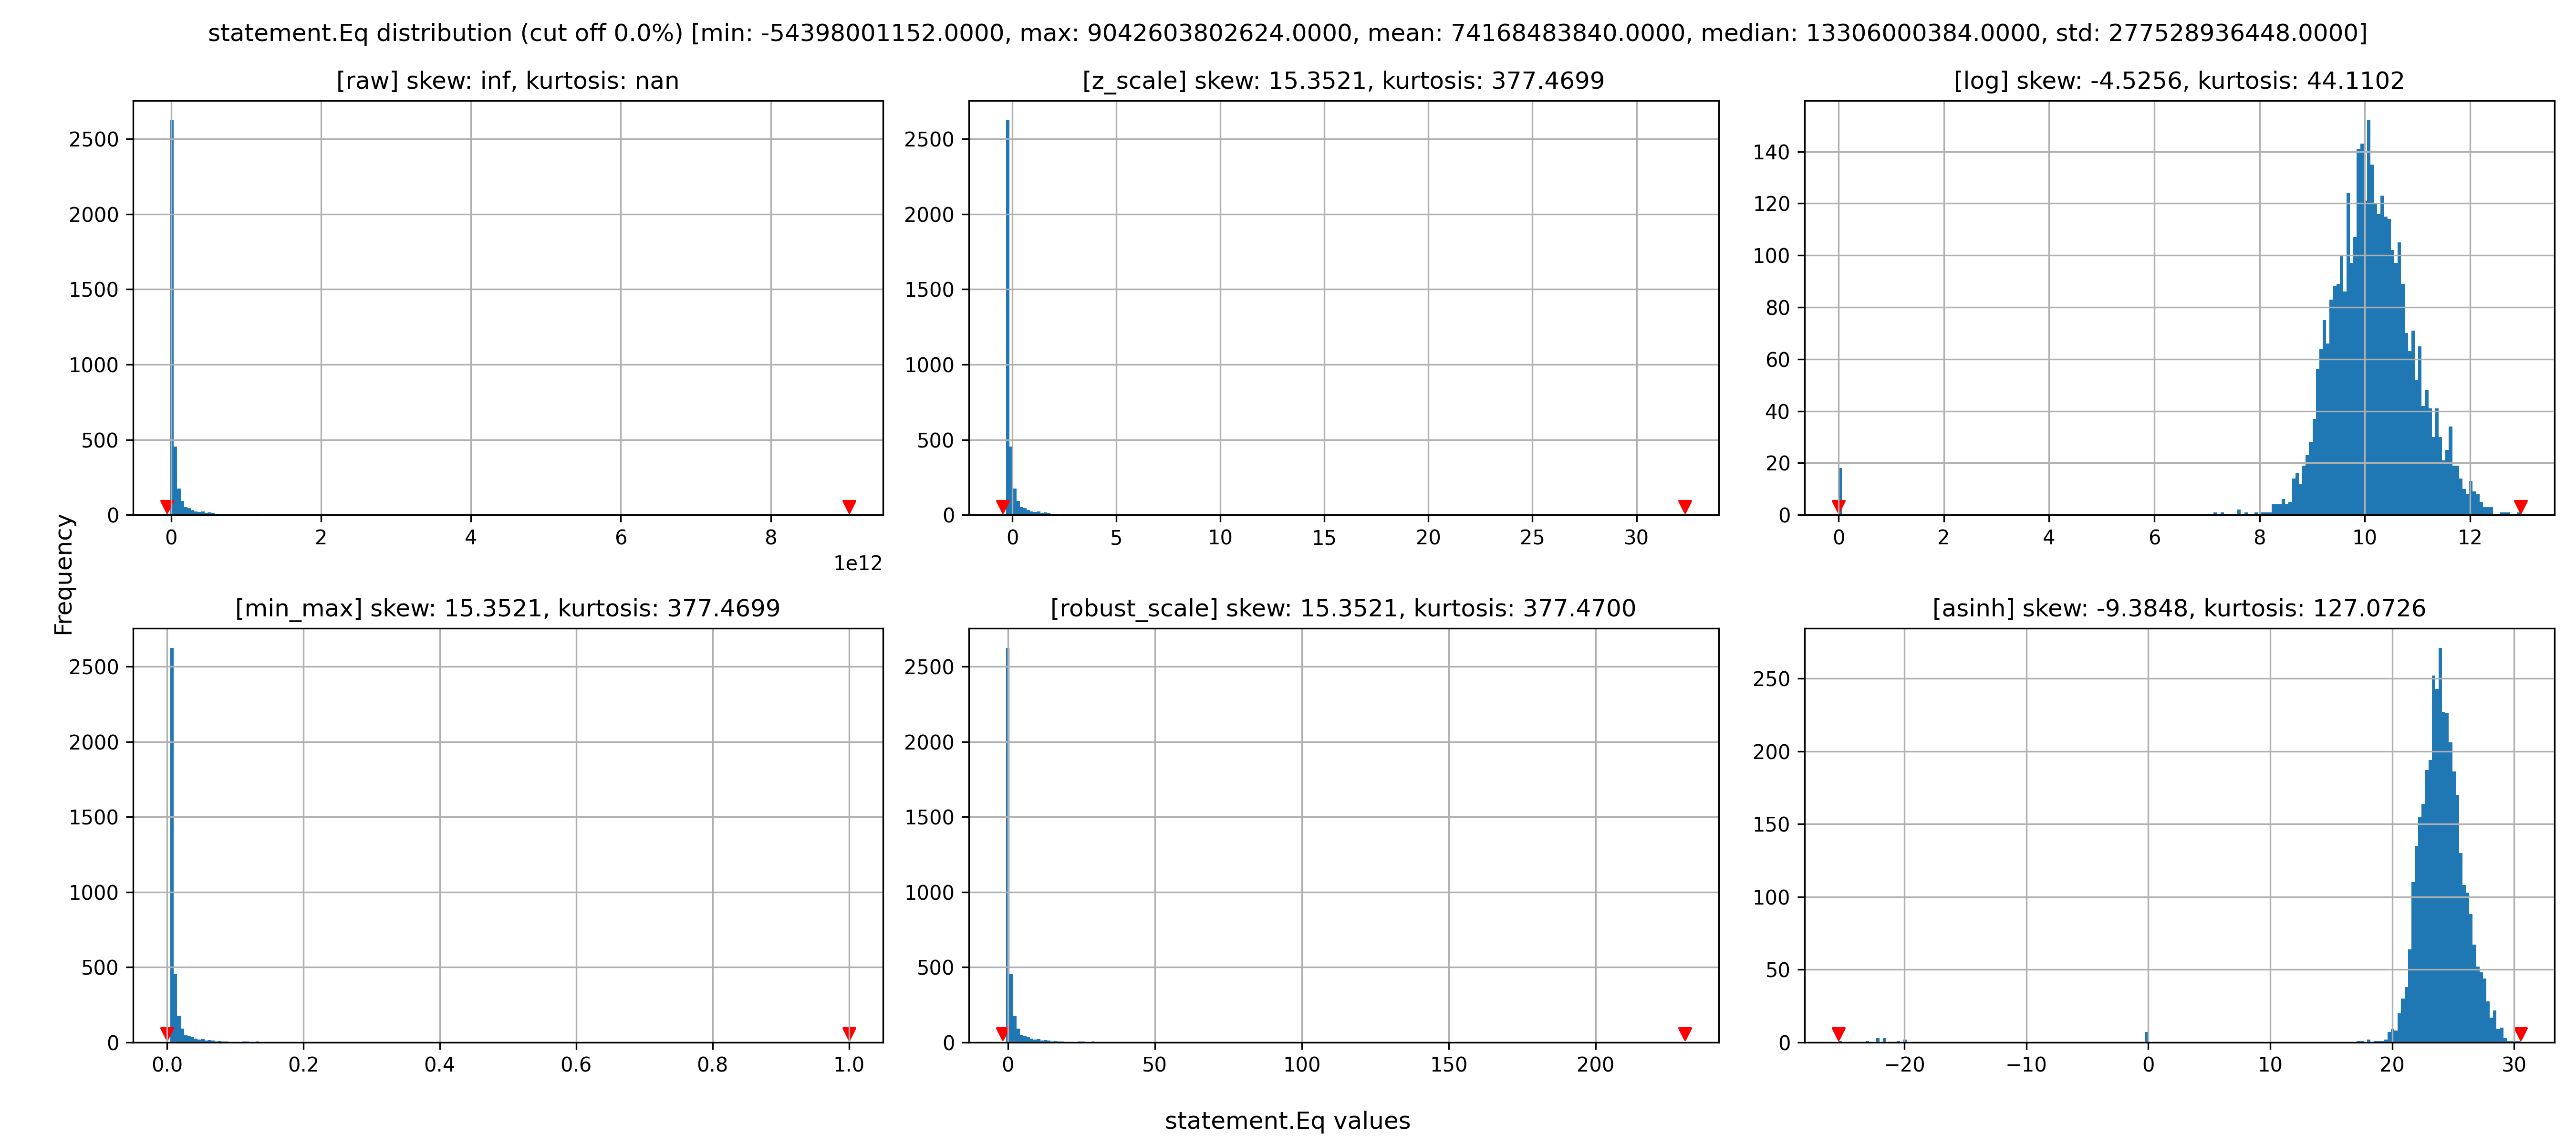 statement.Eq distribution (cut off 0.0%) [min: -54398001152.0000, max: 9042603802624.0000, mean: 74168483840.0000, median: 13306000384.0000, std: 277528936448.0000]
[raw] skew: inf, kurtosis: nan
2500
2000
1500
1000
500
0
0 2 4 6 8
1e12
[z_scale] skew: 15.3521, kurtosis: 377.4699
2500
2000
1500
1000
500
0
0 5 10 15 20 25 30
[log] skew: -4.5256, kurtosis: 44.1102
140
120
100
80
60
40
20
0
0 2 4 6 8 10 12
Frequency
[min_max] skew: 15.3521, kurtosis: 377.4699
2500
2000
1500
1000
500
0
0.0 0.2 0.4 0.6 0.8 1.0
[robust_scale] skew: 15.3521, kurtosis: 377.4700
2500
2000
1500
1000
500
0
0 50 100 150 200
[asinh] skew: -9.3848, kurtosis: 127.0726
250
200
150
100
50
0
−20 −10 0 10 20 30
statement.Eq values